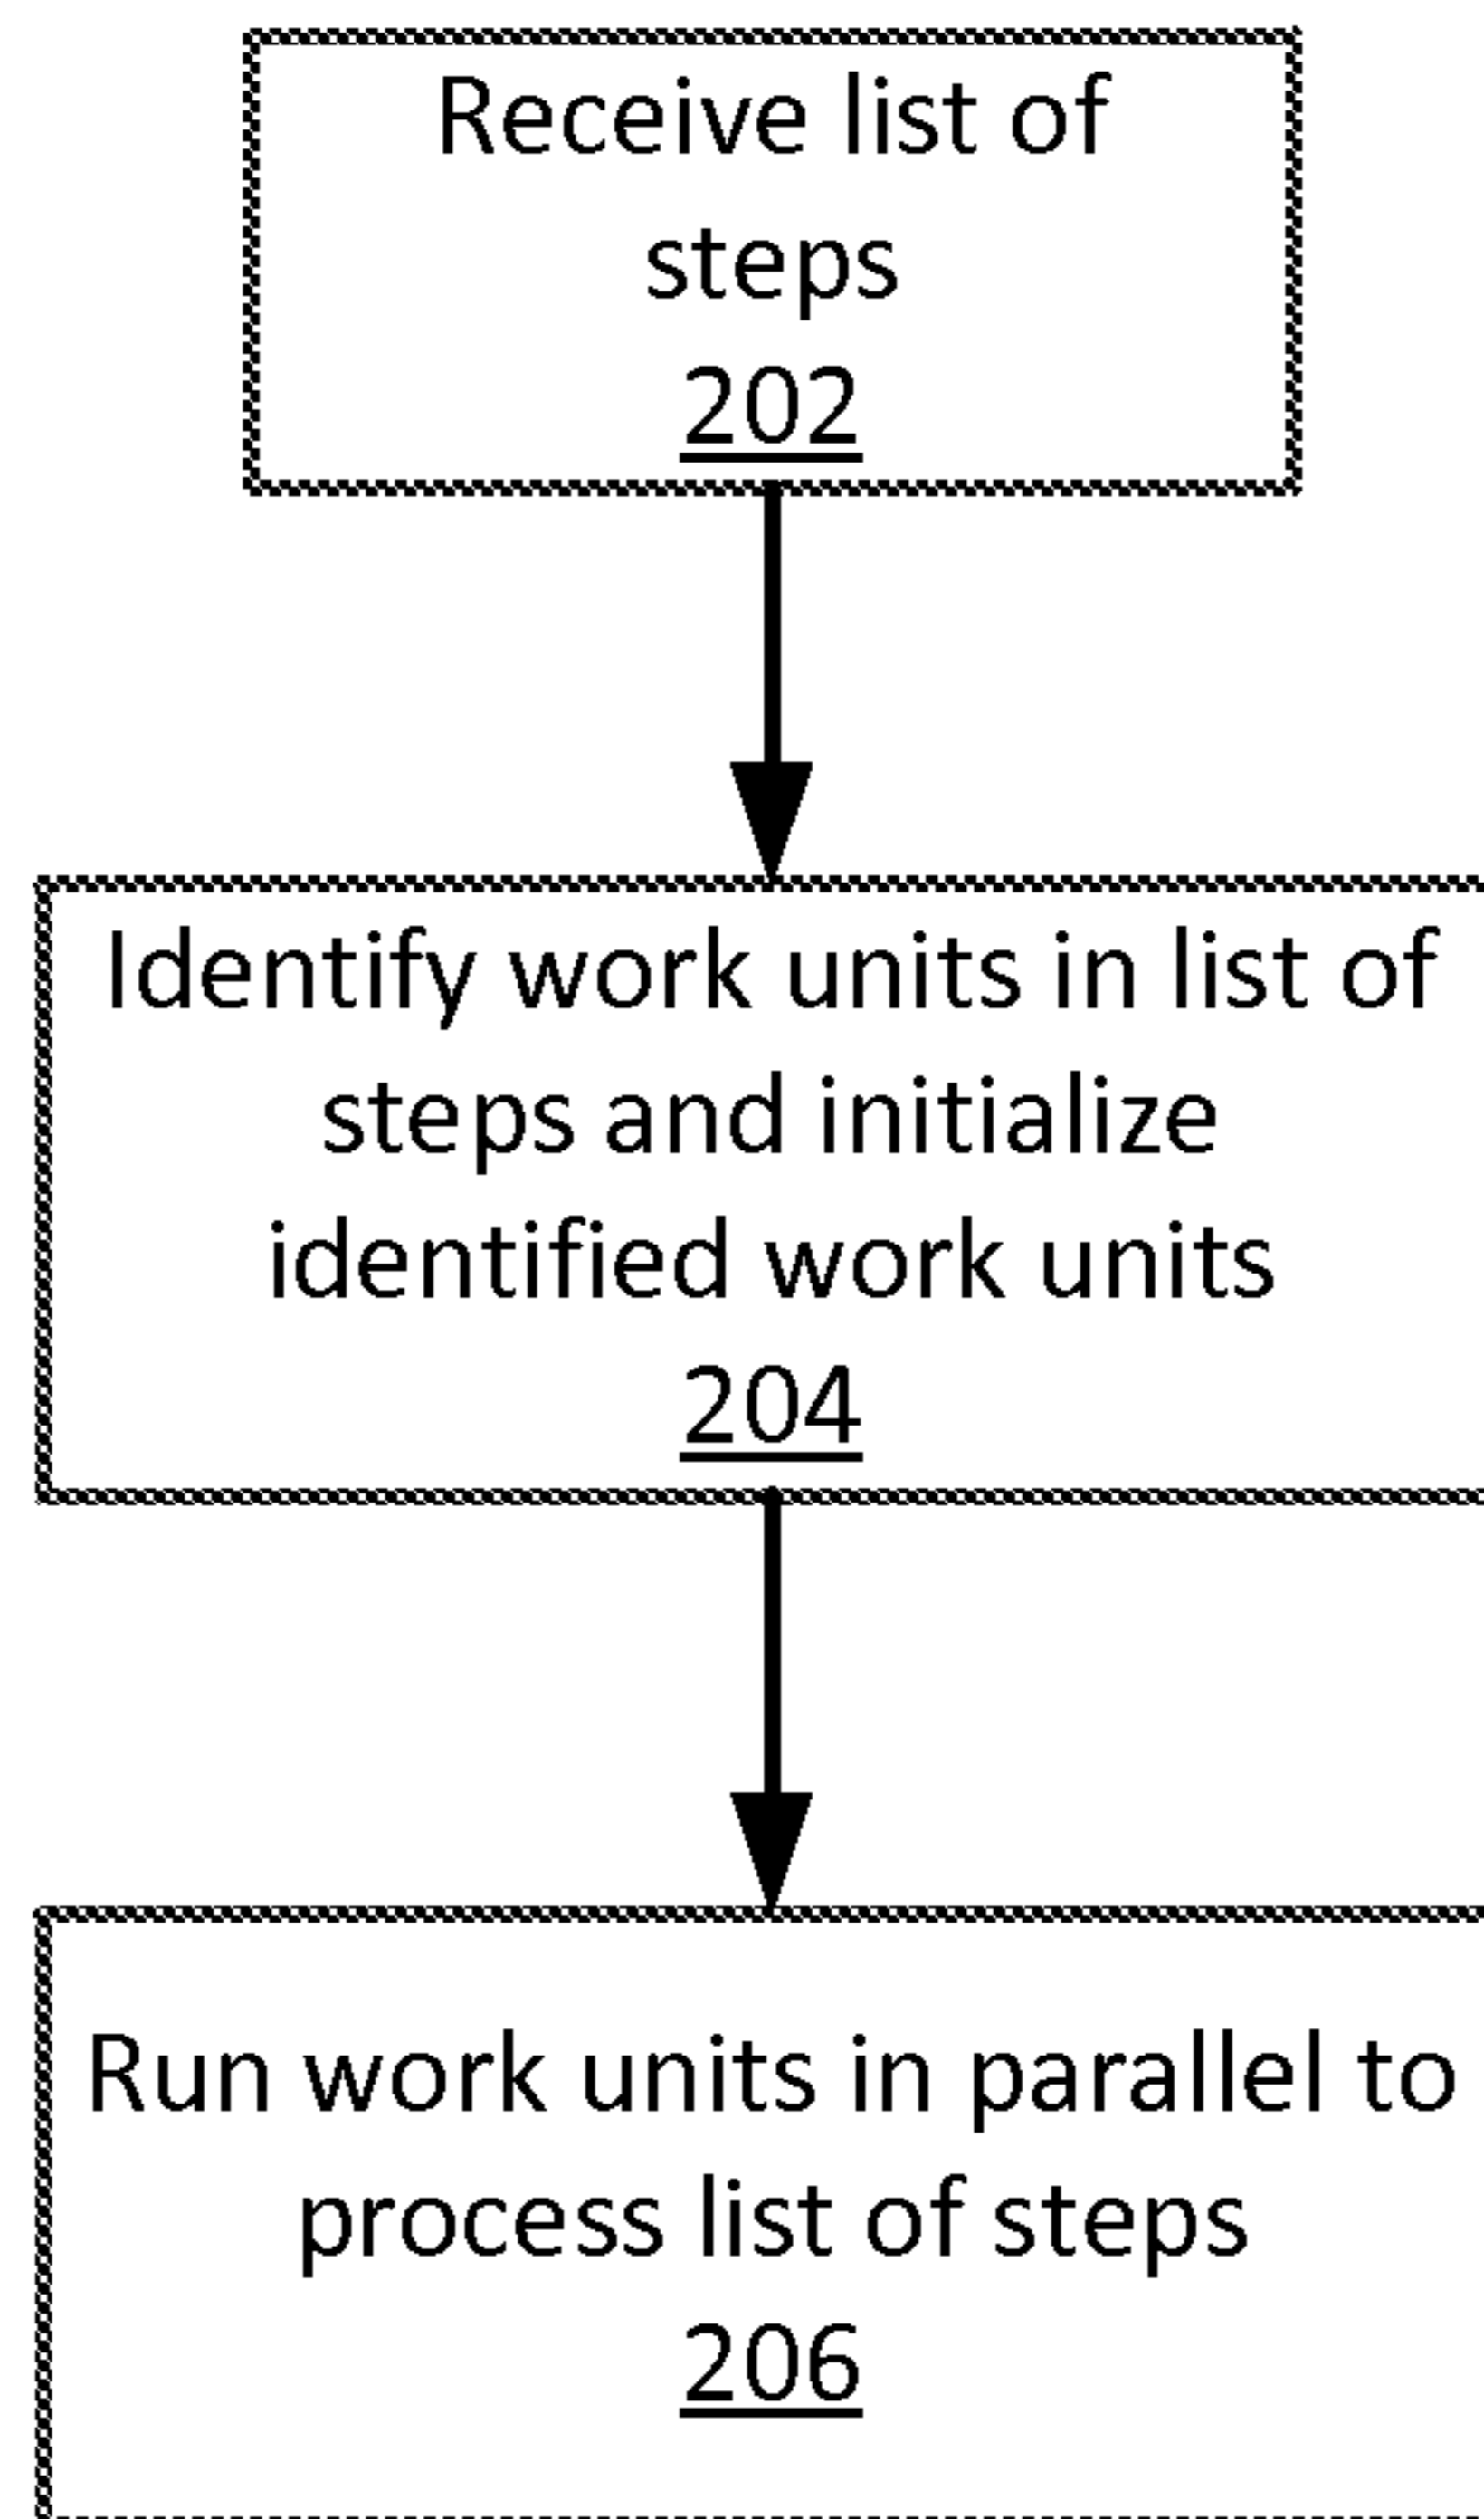 Receive list of
steps
202
Identify work units in list of
steps and initialize
identified work units
204
Run work units in parallel to
process list of steps
206